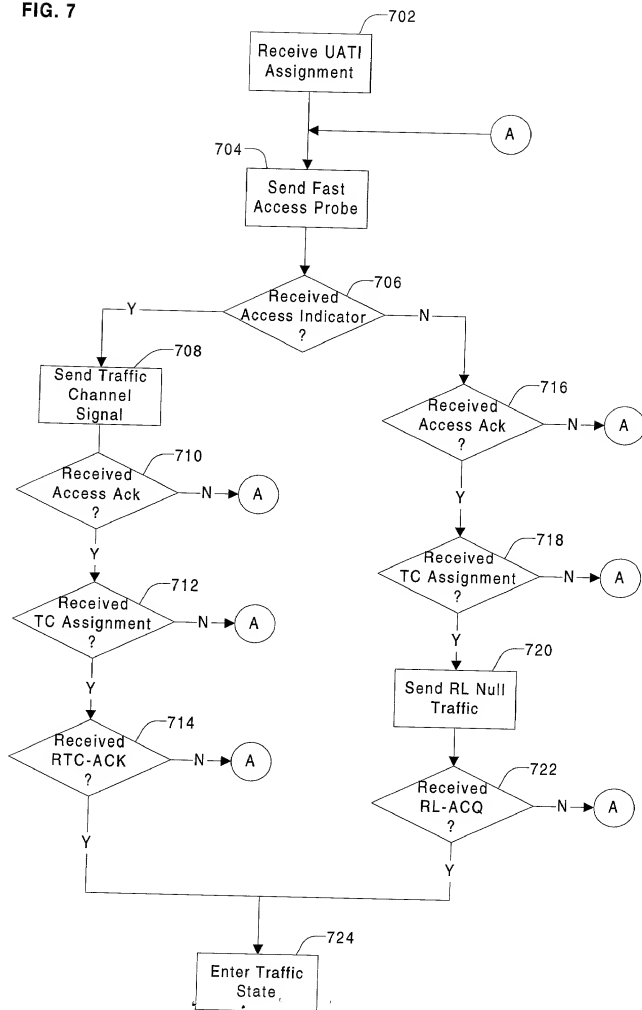 FIG. 7
702
Receive UATI
Assignment
A
704
Send Fast
Access Probe
706
Received
Access Indicator
?
Y
N
708
Send Traffic
Channel
Signal
716
Received
Access Ack
?
N
A
710
Received
Access Ack
?
N
A
Y
Y
718
Received
TC Assignment
?
N
A
712
Received
TC Assignment
?
N
A
Y
Y
720
Send RL Null
Traffic
714
Received
RTC-ACK
?
N
A
722
Received
RL-ACQ
?
N
A
Y
Y
724
Enter Traffic
State